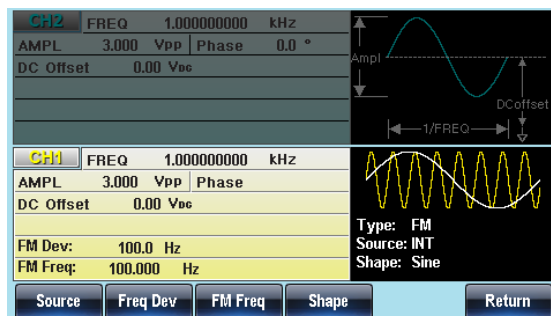 CH2 FREQ 1.000000000 kHz
AMPL 3.000 Vpp Phase 0.0 °
DC Offset 0.00 VDC
Ampl
DCoffset
1/FREQ
CH1 FREQ 1.000000000 kHz
AMPL 3.000 Vpp Phase
DC Offset 0.00 VDC
FM Dev: 100.0 Hz
FM Freq: 100.000 Hz
Type: FM
Source: INT
Shape: Sine
Source Freq Dev FM Freq Shape Return